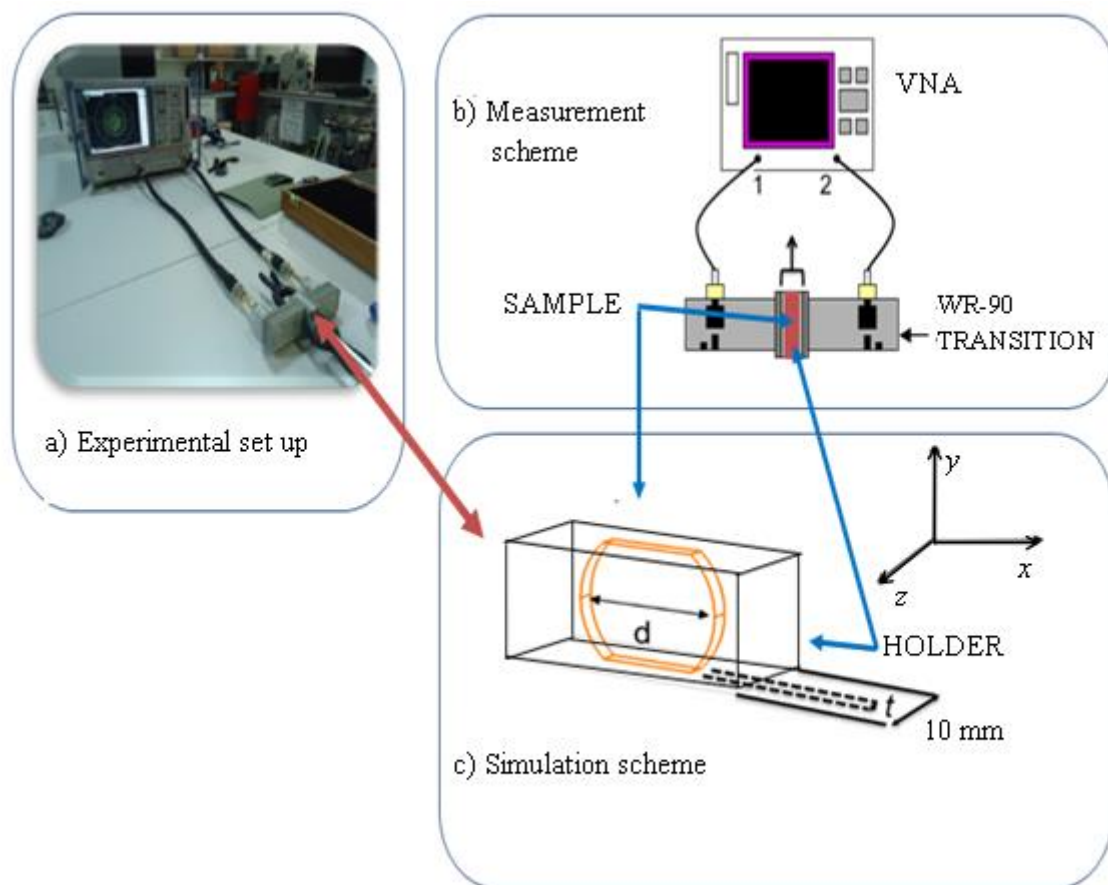 a) Experimental set up
b) Measurement
scheme
VNA
1 2
SAMPLE
WR-90
TRANSITION
y
x
z
d
HOLDER
t
10 mm
c) Simulation scheme